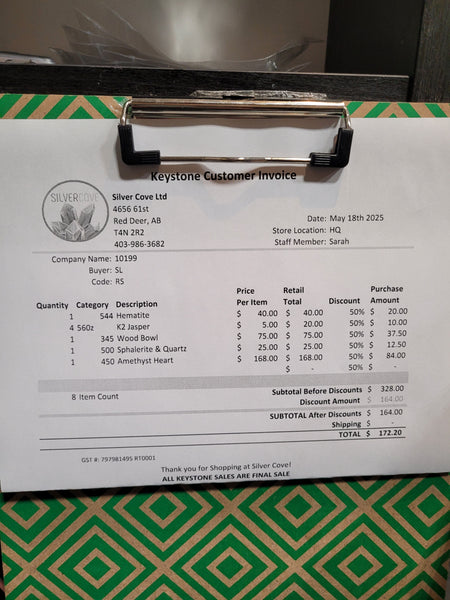 Keystone Customer Invoice
SILVERCOVE
Silver Cove Ltd
4656 61st
Red Deer, AB
T4N 2R2
403-986-3682
Date: May 18th 2025
Store Location: HQ
Staff Member: Sarah
Company Name: 10199
Buyer: SL
Code: RS
Quantity Category Description Price Per Item Retail Total Discount Purchase Amount
1 544 Hematite $ 40.00 $ 40.00 50% $ 20.00
4 560z K2 Jasper $ 5.00 $ 20.00 50% $ 10.00
1 345 Wood Bowl $ 75.00 $ 75.00 50% $ 37.50
1 500 Sphalerite & Quartz $ 25.00 $ 25.00 50% $ 12.50
1 450 Amethyst Heart $ 168.00 $ 168.00 50% $ 84.00
$ - 50% $ -
8 Item Count
Subtotal Before Discounts $ 328.00
Discount Amount $ 164.00
SUBTOTAL After Discounts $ 164.00
Shipping $ -
TOTAL $ 172.20
GST #: 797981495 RT0001
Thank you for Shopping at Silver Cove!
ALL KEYSTONE SALES ARE FINAL SALE